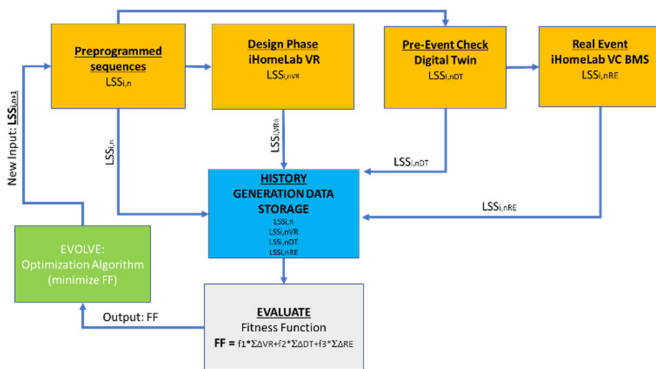 Preprogrammed
sequences
LSSi,n
Design Phase
iHomeLab VR
LSSi,nVR
Pre-Event Check
Digital Twin
LSSi,nDT
Real Event
iHomeLab VC BMS
LSSi,nRE
New Input: LSSi,n+1
LSSi,n
LSSi,VRn
LSSi,nDT
LSSi,nRE
HISTORY
GENERATION DATA
STORAGE
LSSi,n
LSSi,nVR
LSSi,nDT
LSSi,nRE
EVOLVE:
Optimization Algorithm
(minimize FF)
Output: FF
EVALUATE
Fitness Function
FF = f1*ΣΔVR+f2*ΣΔDT+f3*ΣΔRE